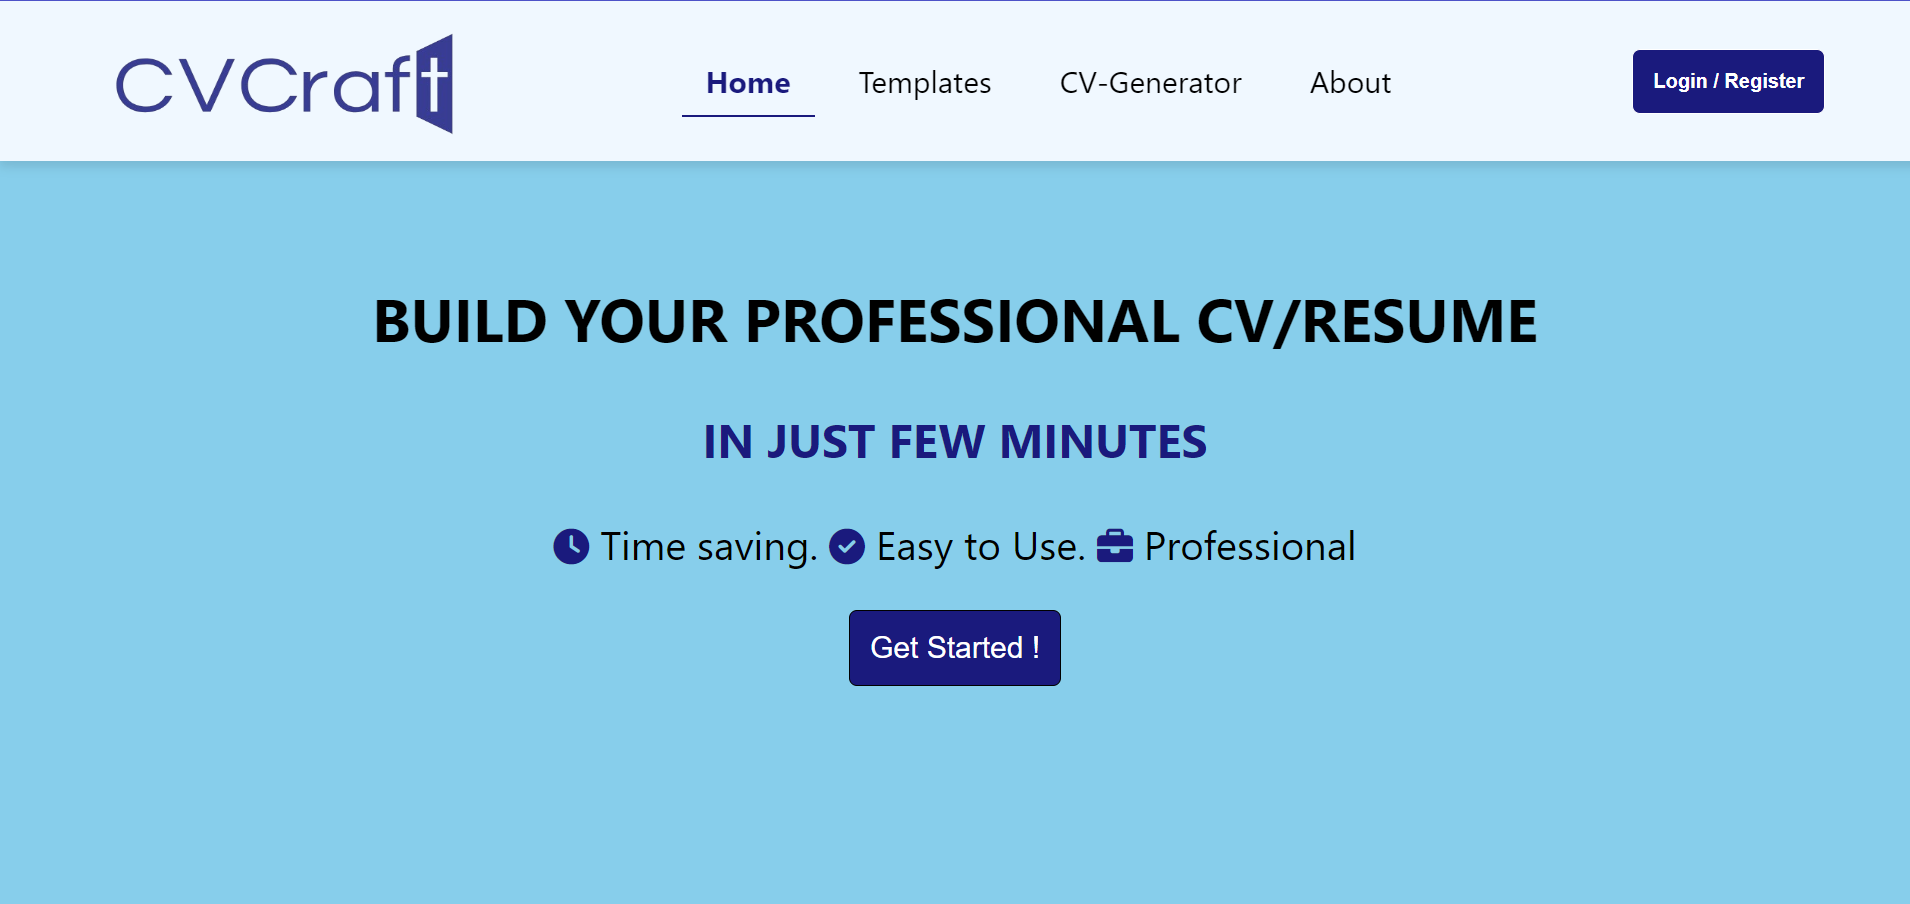 CVCraft
Home Templates CV-Generator About
Login / Register
BUILD YOUR PROFESSIONAL CV/RESUME
IN JUST FEW MINUTES
Time saving. Easy to Use. Professional
Get Started !